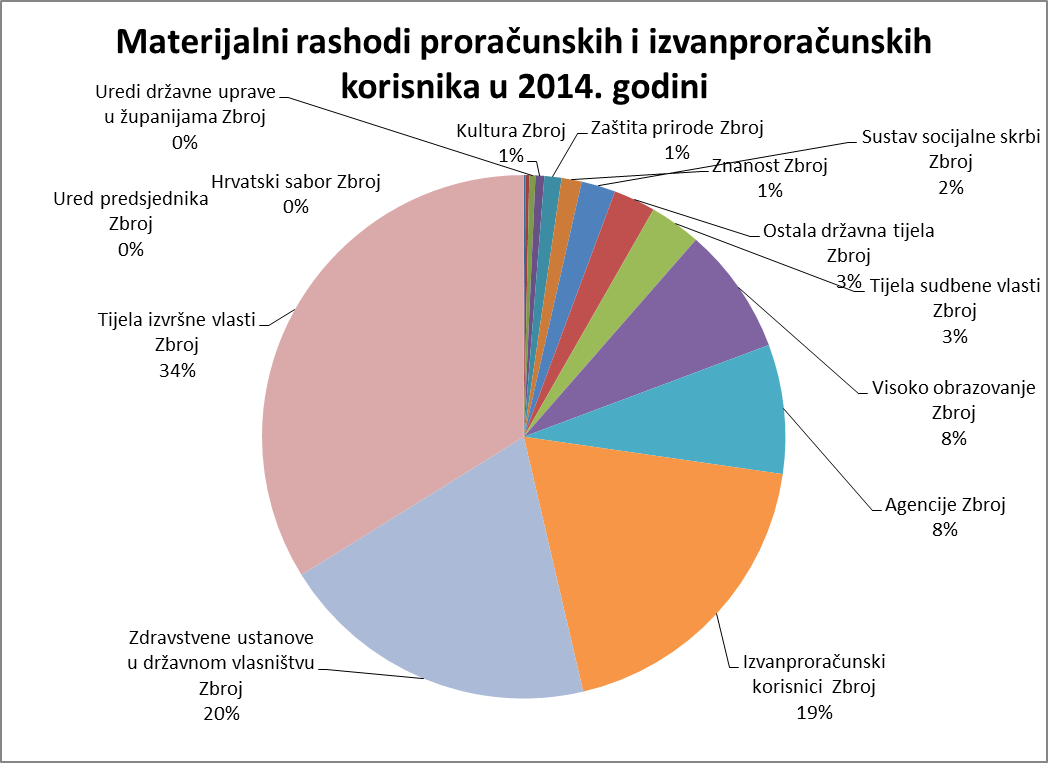 Materijalni rashodi proračunskih i izvanproračunskih
korisnika u 2014. godini
Uredi državne uprave
u županijama Zbroj
0%
Kultura Zbroj
1%
Zaštita prirode Zbroj
1%
Znanost Zbroj
1%
Sustav socijalne skrbi
Zbroj
2%
Ured predsjednika
Zbroj
0%
Hrvatski sabor Zbroj
0%
Ostala državna tijela
Zbroj
3%
Tijela sudbene vlasti
Zbroj
3%
Tijela izvršne vlasti
Zbroj
34%
Visoko obrazovanje
Zbroj
8%
Agencije Zbroj
8%
Zdravstvene ustanove
u državnom vlasništvu
Zbroj
20%
Izvanproračunski
korisnici Zbroj
19%